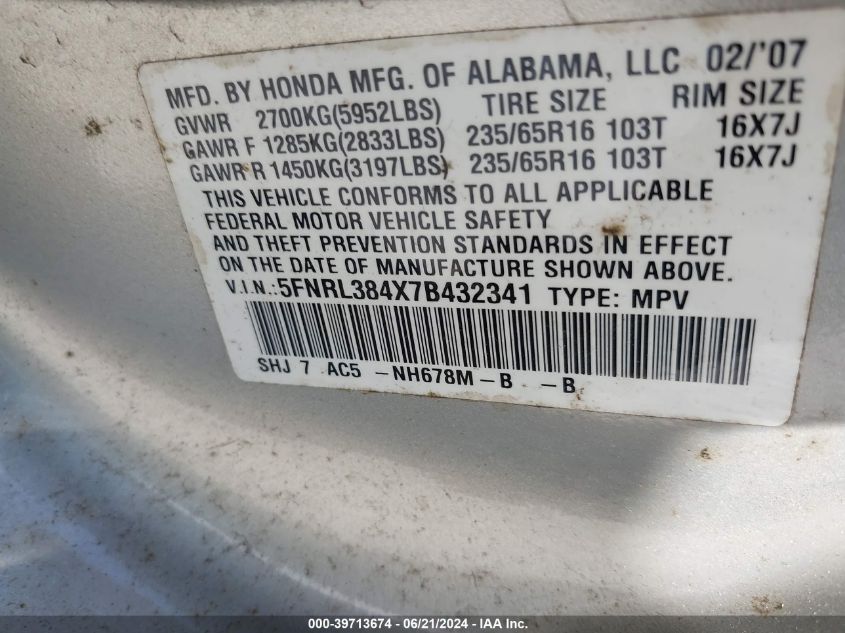 MFD. BY HONDA MFG. OF ALABAMA, LLC 02/'07
GVWR 2700KG(5952LBS) TIRE SIZE RIM SIZE
GAWR F 1285KG(2833LBS) 235/65R16 103T 16X7J
GAWR R 1450KG(3197LBS) 235/65R16 103T 16X7J
THIS VEHICLE CONFORMS TO ALL APPLICABLE
FEDERAL MOTOR VEHICLE SAFETY
AND THEFT PREVENTION STANDARDS IN EFFECT
ON THE DATE OF MANUFACTURE SHOWN ABOVE.
V.I.N.:5FNRL384X7B432341 TYPE: MPV
SHJ 7 AC5 -NH678M-B -B
000-39713674 | 06/21/2024 - IAA Inc.